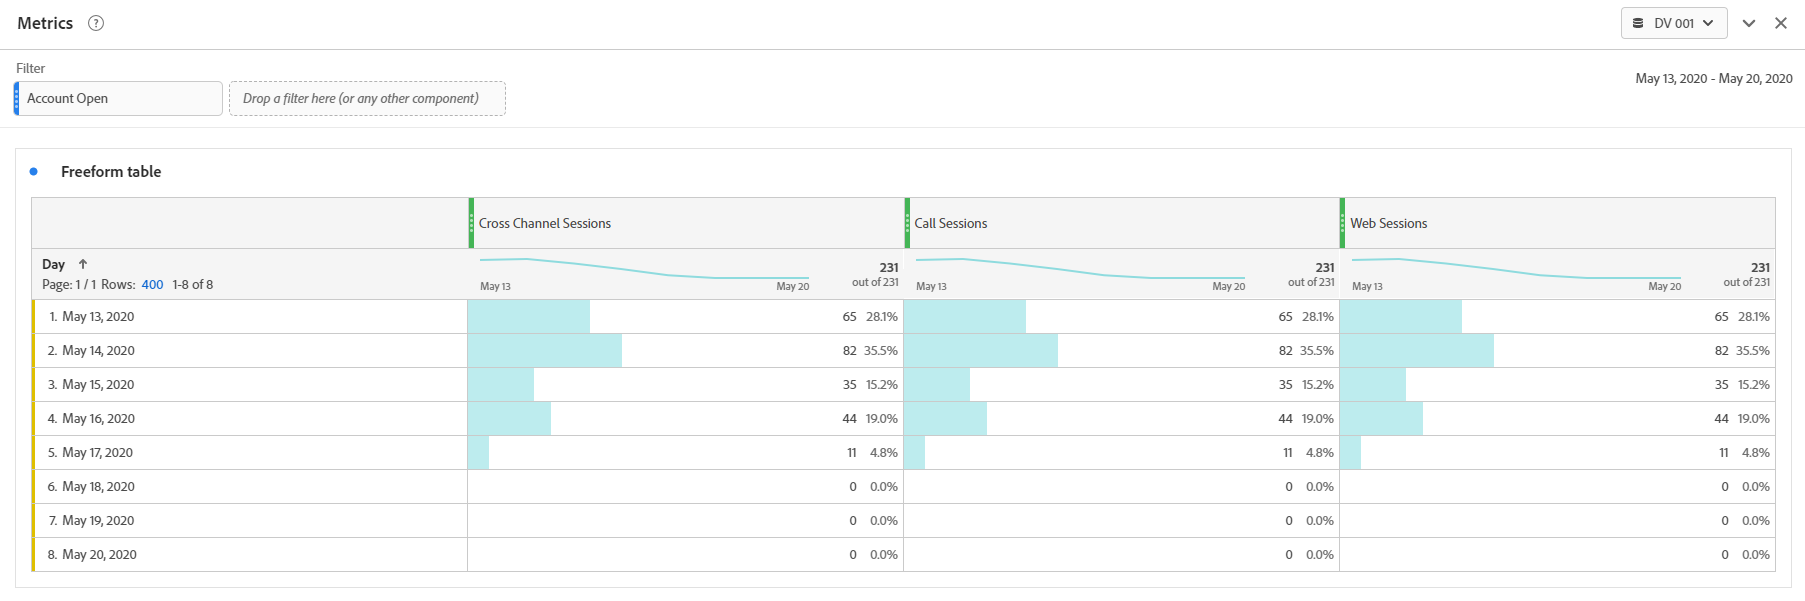 Metrics ? DV 001
Filter
Account Open Drop a filter here (or any other component) May 13, 2020 - May 20, 2020
Freeform table
Cross Channel Sessions Call Sessions Web Sessions
Day ↑ 231 231 231
Page: 1 / 1 Rows: 400 1-8 of 8 May 13 May 20 out of 231 May 13 May 20 out of 231 May 13 May 20 out of 231
1. May 13, 2020 65 28.1% 65 28.1% 65 28.1%
2. May 14, 2020 82 35.5% 82 35.5% 82 35.5%
3. May 15, 2020 35 15.2% 35 15.2% 35 15.2%
4. May 16, 2020 44 19.0% 44 19.0% 44 19.0%
5. May 17, 2020 11 4.8% 11 4.8% 11 4.8%
6. May 18, 2020 0 0.0% 0 0.0% 0 0.0%
7. May 19, 2020 0 0.0% 0 0.0% 0 0.0%
8. May 20, 2020 0 0.0% 0 0.0% 0 0.0%